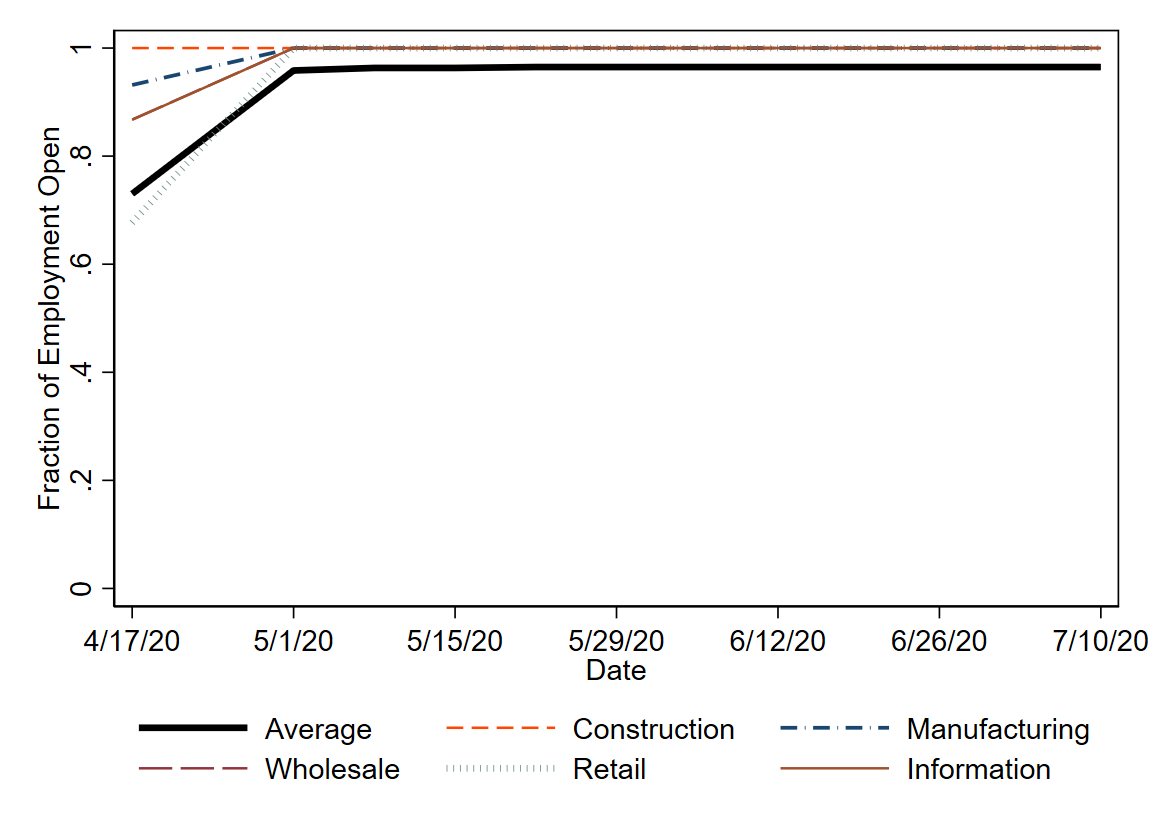 Fraction of Employment Open
1
.8
.6
.4
.2
0
4/17/20 5/1/20 5/15/20 5/29/20 6/12/20 6/26/20 7/10/20
Date
Average Construction Manufacturing
Wholesale Retail Information